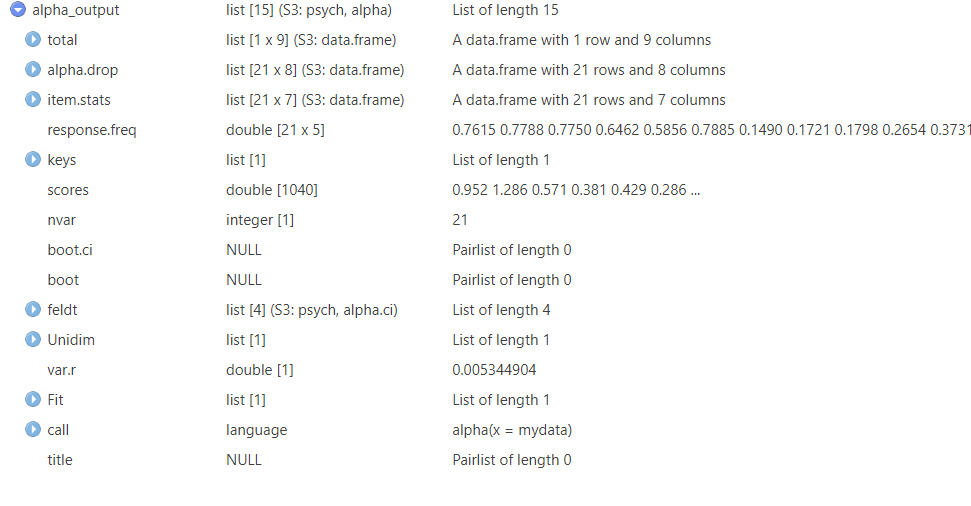 alpha_output list [15] (S3: psych, alpha) List of length 15
total list [1 x 9] (S3: data.frame) A data.frame with 1 row and 9 columns
alpha.drop list [21 x 8] (S3: data.frame) A data.frame with 21 rows and 8 columns
item.stats list [21 x 7] (S3: data.frame) A data.frame with 21 rows and 7 columns
response.freq double [21 x 5] 0.7615 0.7788 0.7750 0.6462 0.5856 0.7885 0.1490 0.1721 0.1798 0.2654 0.3731
keys list [1] List of length 1
scores double [1040] 0.952 1.286 0.571 0.381 0.429 0.286 ...
nvar integer [1] 21
boot.ci NULL Pairlist of length 0
boot NULL Pairlist of length 0
feldt list [4] (S3: psych, alpha.ci) List of length 4
Unidim list [1] List of length 1
var.r double [1] 0.005344904
Fit list [1] List of length 1
call language alpha(x = mydata)
title NULL Pairlist of length 0